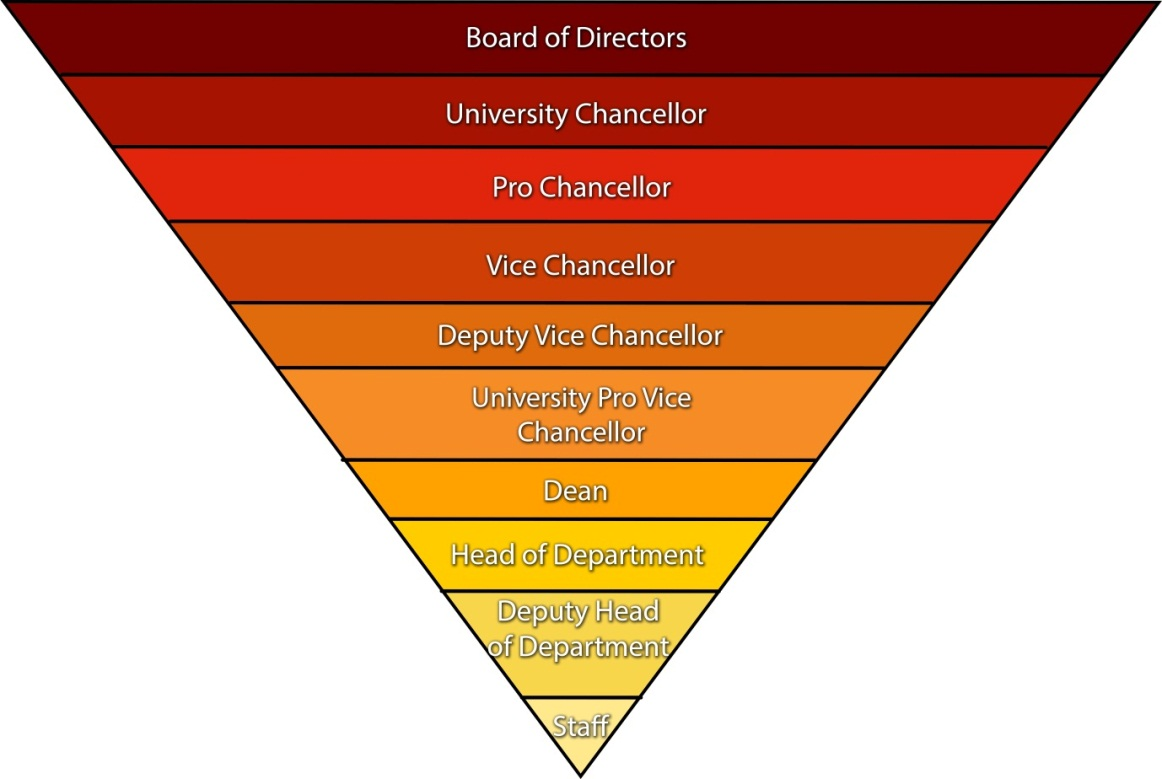 Board of Directors
University Chancellor
Pro Chancellor
Vice Chancellor
Deputy Vice Chancellor
University Pro Vice
Chancellor
Dean
Head of Department
Deputy Head
of Department
Staff